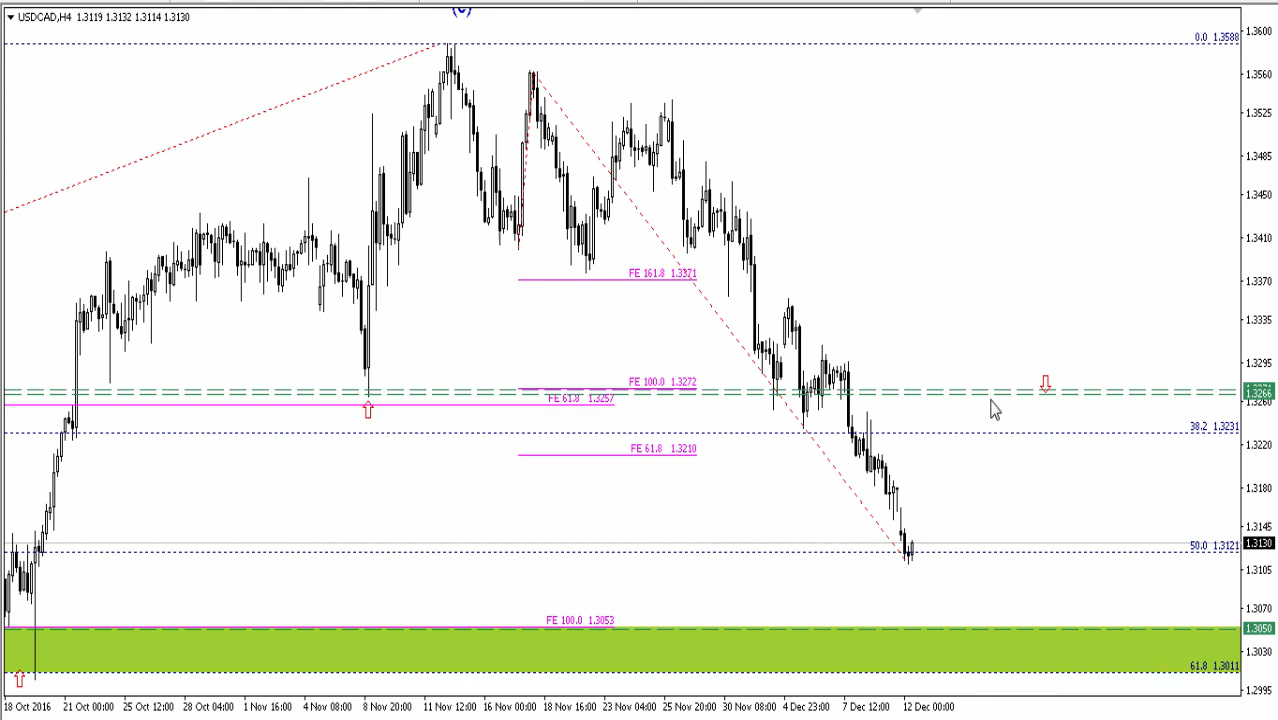 USDCAD,H4 1.3119 1.3132 1.3114 1.3130
(c)
1.3600
0.0 1.3588
1.3560
1.3525
1.3485
1.3450
1.3410
FE 161.8 1.3371
1.3370
1.3335
1.3295
FE 100.0 1.3272
1.3266
FE 61.8 1.3257
1.3260
38.2 1.3231
1.3220
FE 61.8 1.3210
1.3180
1.3145
50.0 1.3121
1.3130
1.3105
1.3070
FE 100.0 1.3053
1.3050
1.3030
61.8 1.3011
1.2995
18 Oct 2016
21 Oct 00:00
25 Oct 12:00
28 Oct 04:00
1 Nov 16:00
4 Nov 08:00
8 Nov 20:00
11 Nov 12:00
16 Nov 00:00
18 Nov 16:00
23 Nov 04:00
25 Nov 20:00
30 Nov 08:00
4 Dec 23:00
7 Dec 12:00
12 Dec 00:00